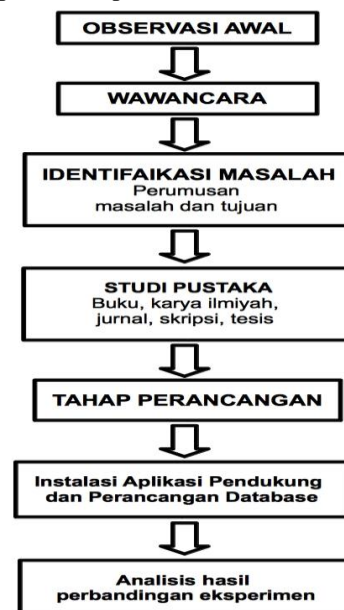 OBSERVASI AWAL
WAWANCARA
IDENTIFAIKASI MASALAH
Perumusan
masalah dan tujuan
STUDI PUSTAKA
Buku, karya ilmiyah,
jurnal, skripsi, tesis
TAHAP PERANCANGAN
Instalasi Aplikasi Pendukung
dan Perancangan Database
Analisis hasil
perbandingan eksperimen